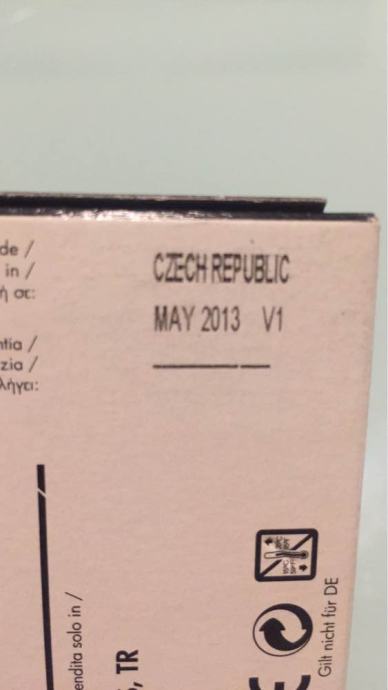 de /
in /
ή σε:
CZECH REPUBLIC
MAY 2013 V1
ntia /
zia /
λήγει:
endita solo in /
, TR
Gilt nicht für DE